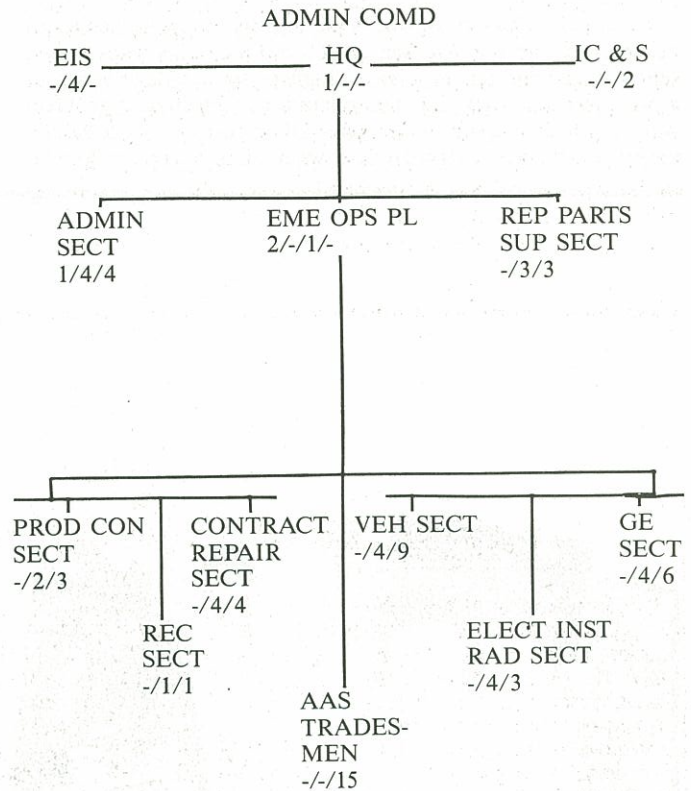 ADMIN COMD
EIS
-/4/-
HQ
1/-/-
IC & S
-/-/2
ADMIN
SECT
1/4/4
EME OPS PL
2/-/1/-
REP PARTS
SUP SECT
-/3/3
PROD CON
SECT
-/2/3
CONTRACT
REPAIR
SECT
-/4/4
VEH SECT
-/4/9
GE
SECT
-/4/6
REC
SECT
-/1/1
ELECT INST
RAD SECT
-/4/3
AAS
TRADES-
MEN
-/-/15